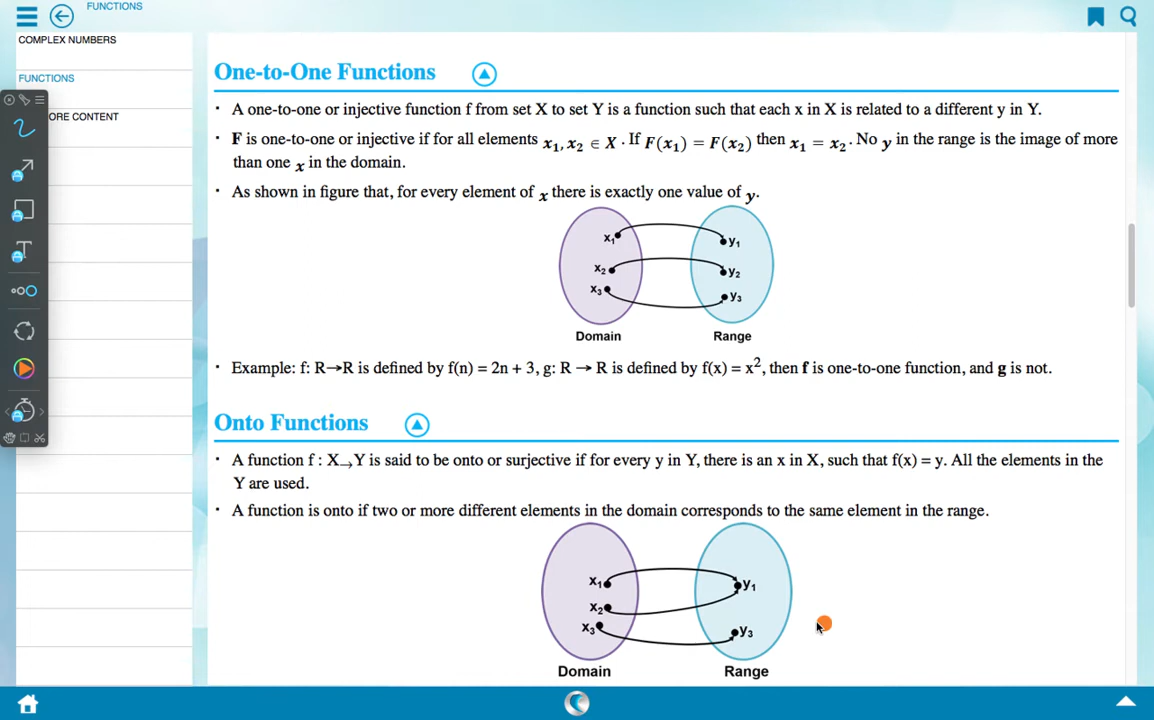 FUNCTIONS
COMPLEX NUMBERS
FUNCTIONS
ORE CONTENT
One-to-One Functions
· A one-to-one or injective function f from set X to set Y is a function such that each x in X is related to a different y in Y.
· F is one-to-one or injective if for all elements x₁, x₂ ∈ X . If F(x₁) = F(x₂) then x₁ = x₂. No y in the range is the image of more
than one x in the domain.
· As shown in figure that, for every element of x there is exactly one value of y.
x₁ y₁
x₂ y₂
x₃ y₃
Domain Range
· Example: f: R→R is defined by f(n) = 2n + 3, g: R → R is defined by f(x) = x², then f is one-to-one function, and g is not.
Onto Functions
· A function f : X→Y is said to be onto or surjective if for every y in Y, there is an x in X, such that f(x) = y. All the elements in the
Y are used.
· A function is onto if two or more different elements in the domain corresponds to the same element in the range.
x₁ y₁
x₂
x₃ y₃
Domain Range